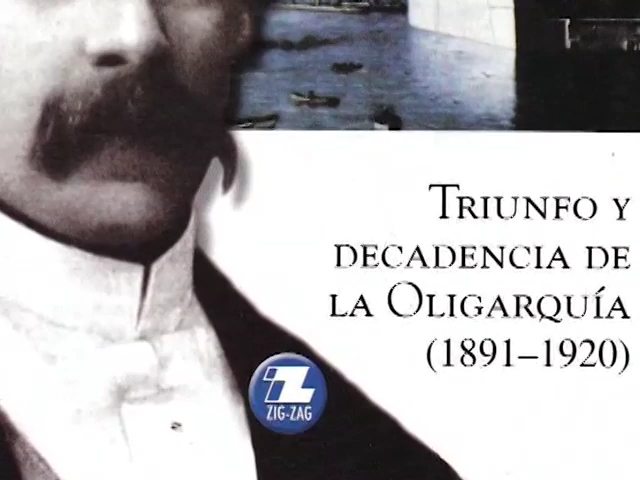 TRIUNFO Y
DECADENCIA DE
LA OLIGARQUÍA
(1891–1920)
ZIG-ZAG